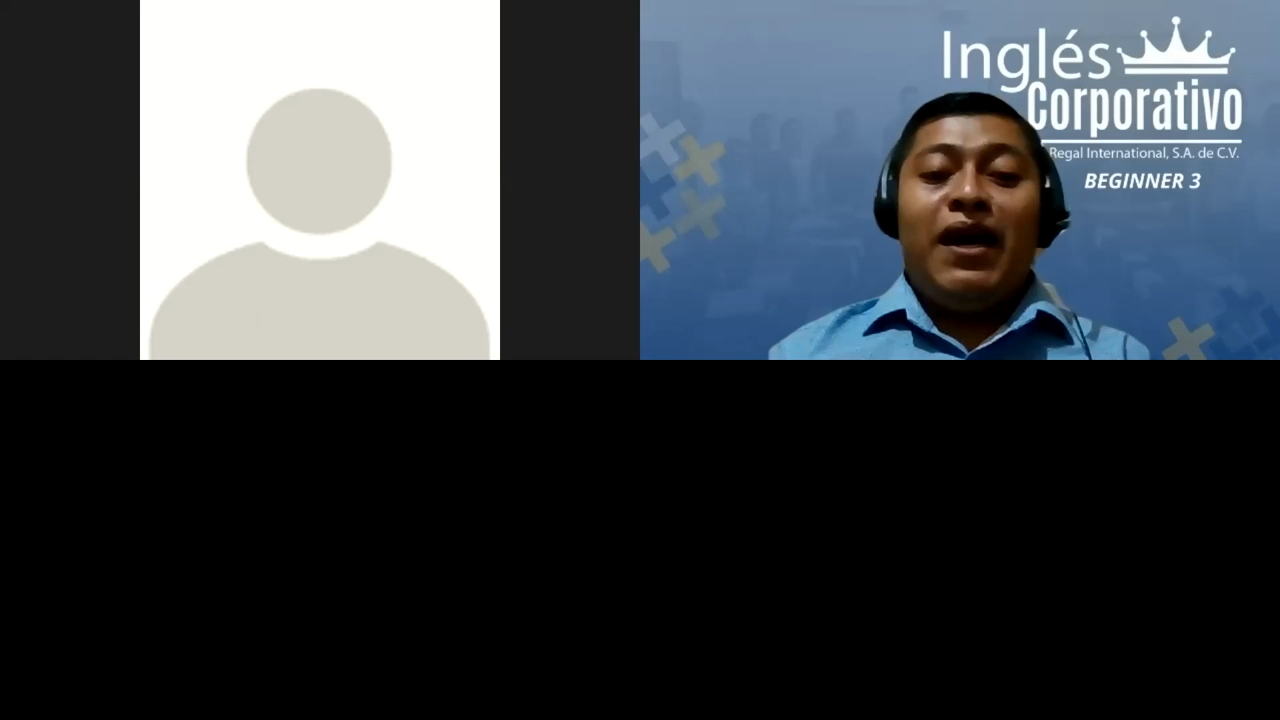 Inglés
Corporativo
Regal International, S.A. de C.V.
BEGINNER 3